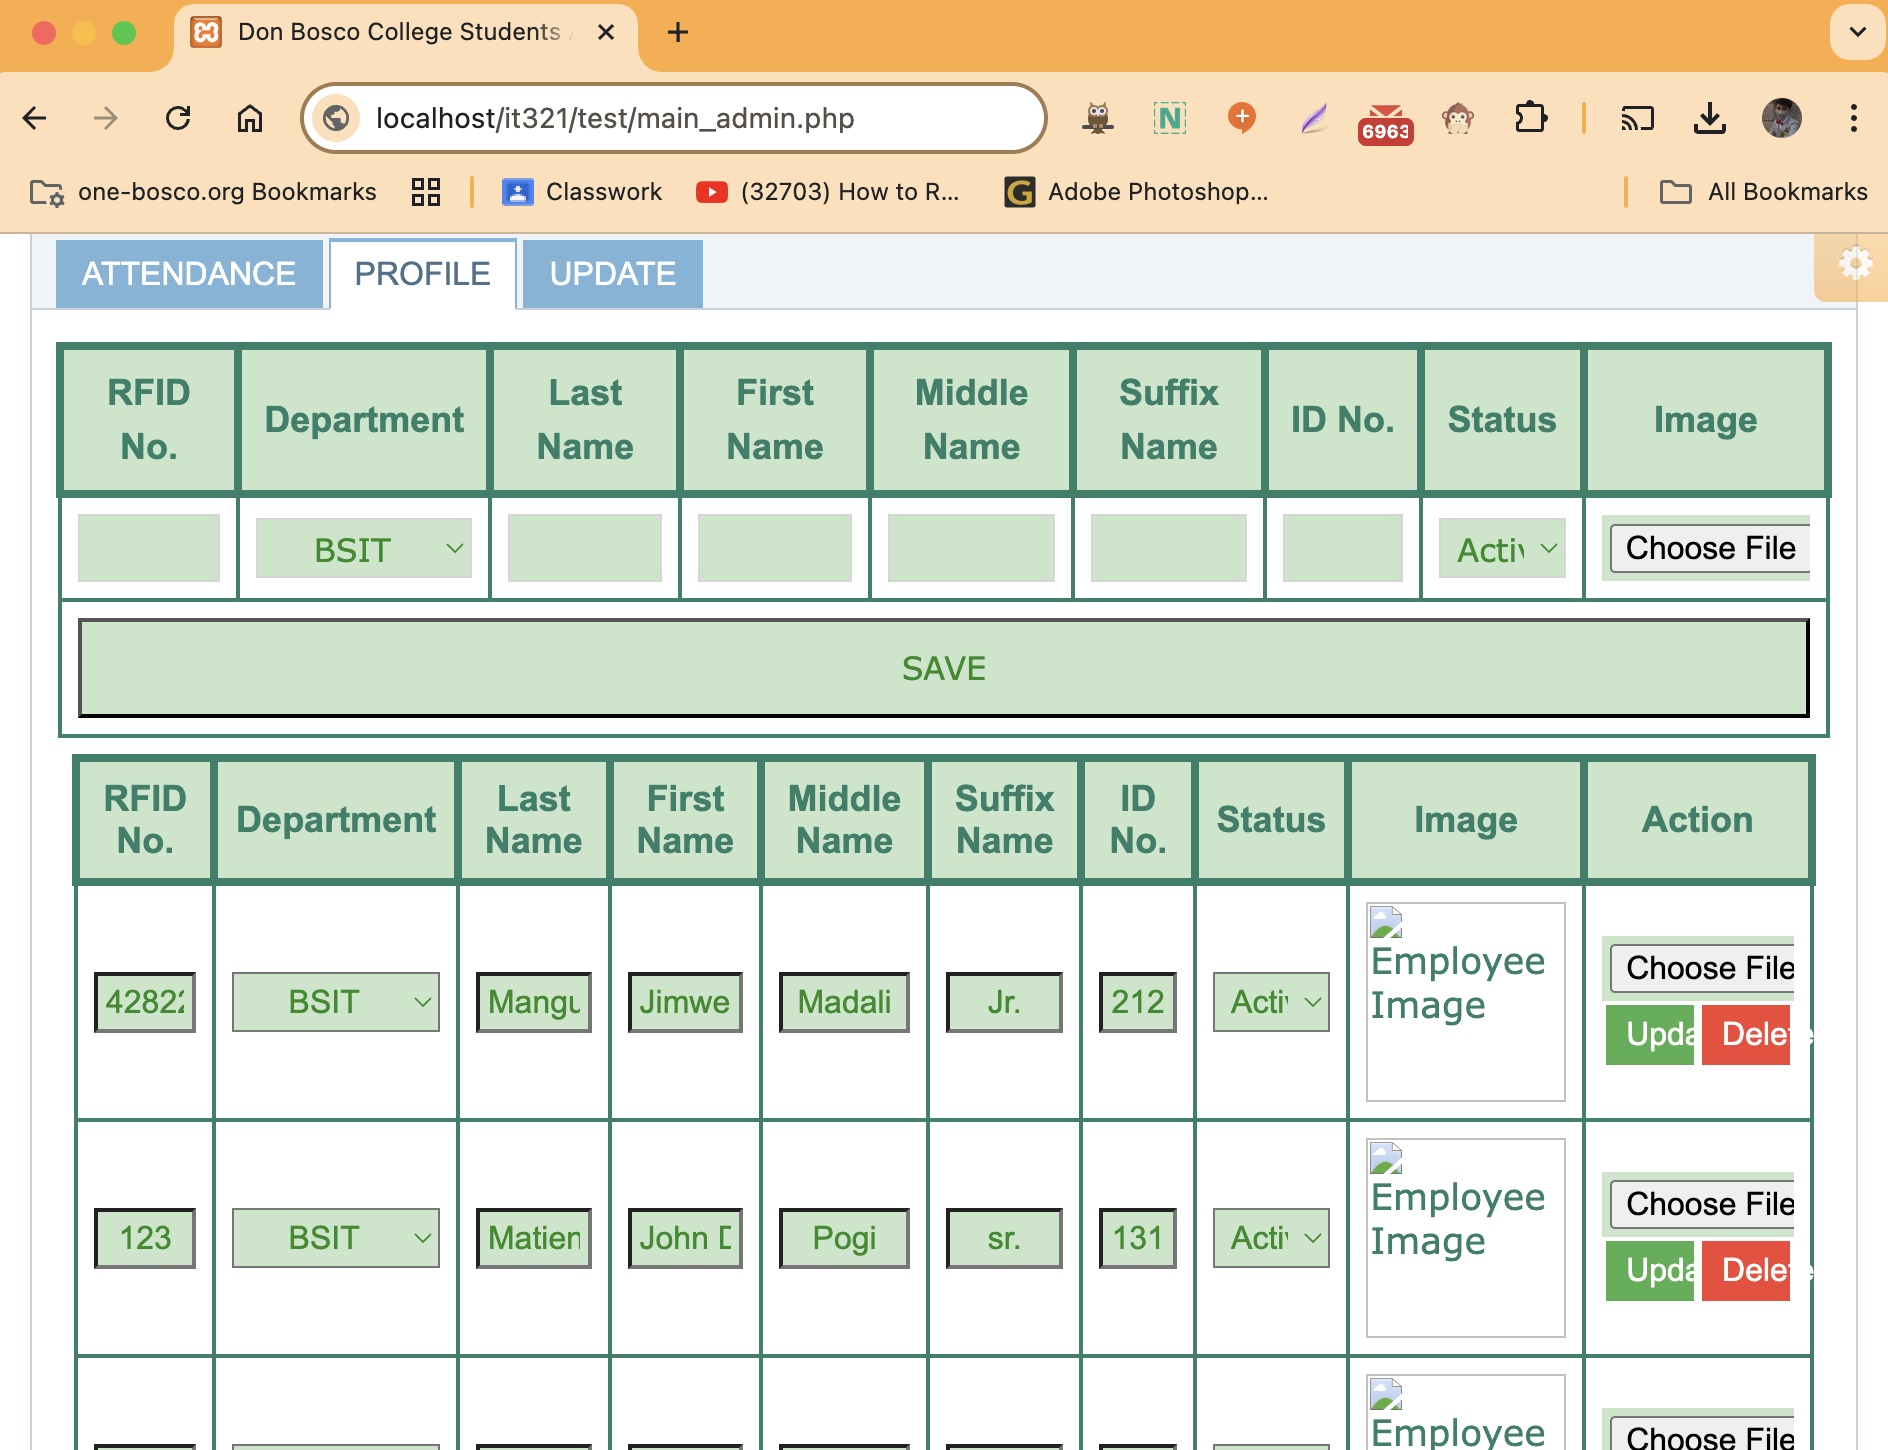 Don Bosco College Students
localhost/it321/test/main_admin.php
6963
one-bosco.org Bookmarks
Classwork
(32703) How to R...
Adobe Photoshop...
All Bookmarks
ATTENDANCE PROFILE UPDATE
RFID No. Department Last Name First Name Middle Name Suffix Name ID No. Status Image
BSIT Activ Choose File
SAVE
RFID No. Department Last Name First Name Middle Name Suffix Name ID No. Status Image Action
42822 BSIT Mangu Jimwe Madali Jr. 212 Acti Employee Image Choose File
Upda Delete
123 BSIT Matien John D Pogi sr. 131 Acti Employee Image Choose File
Upda Delete
Employee Choose File